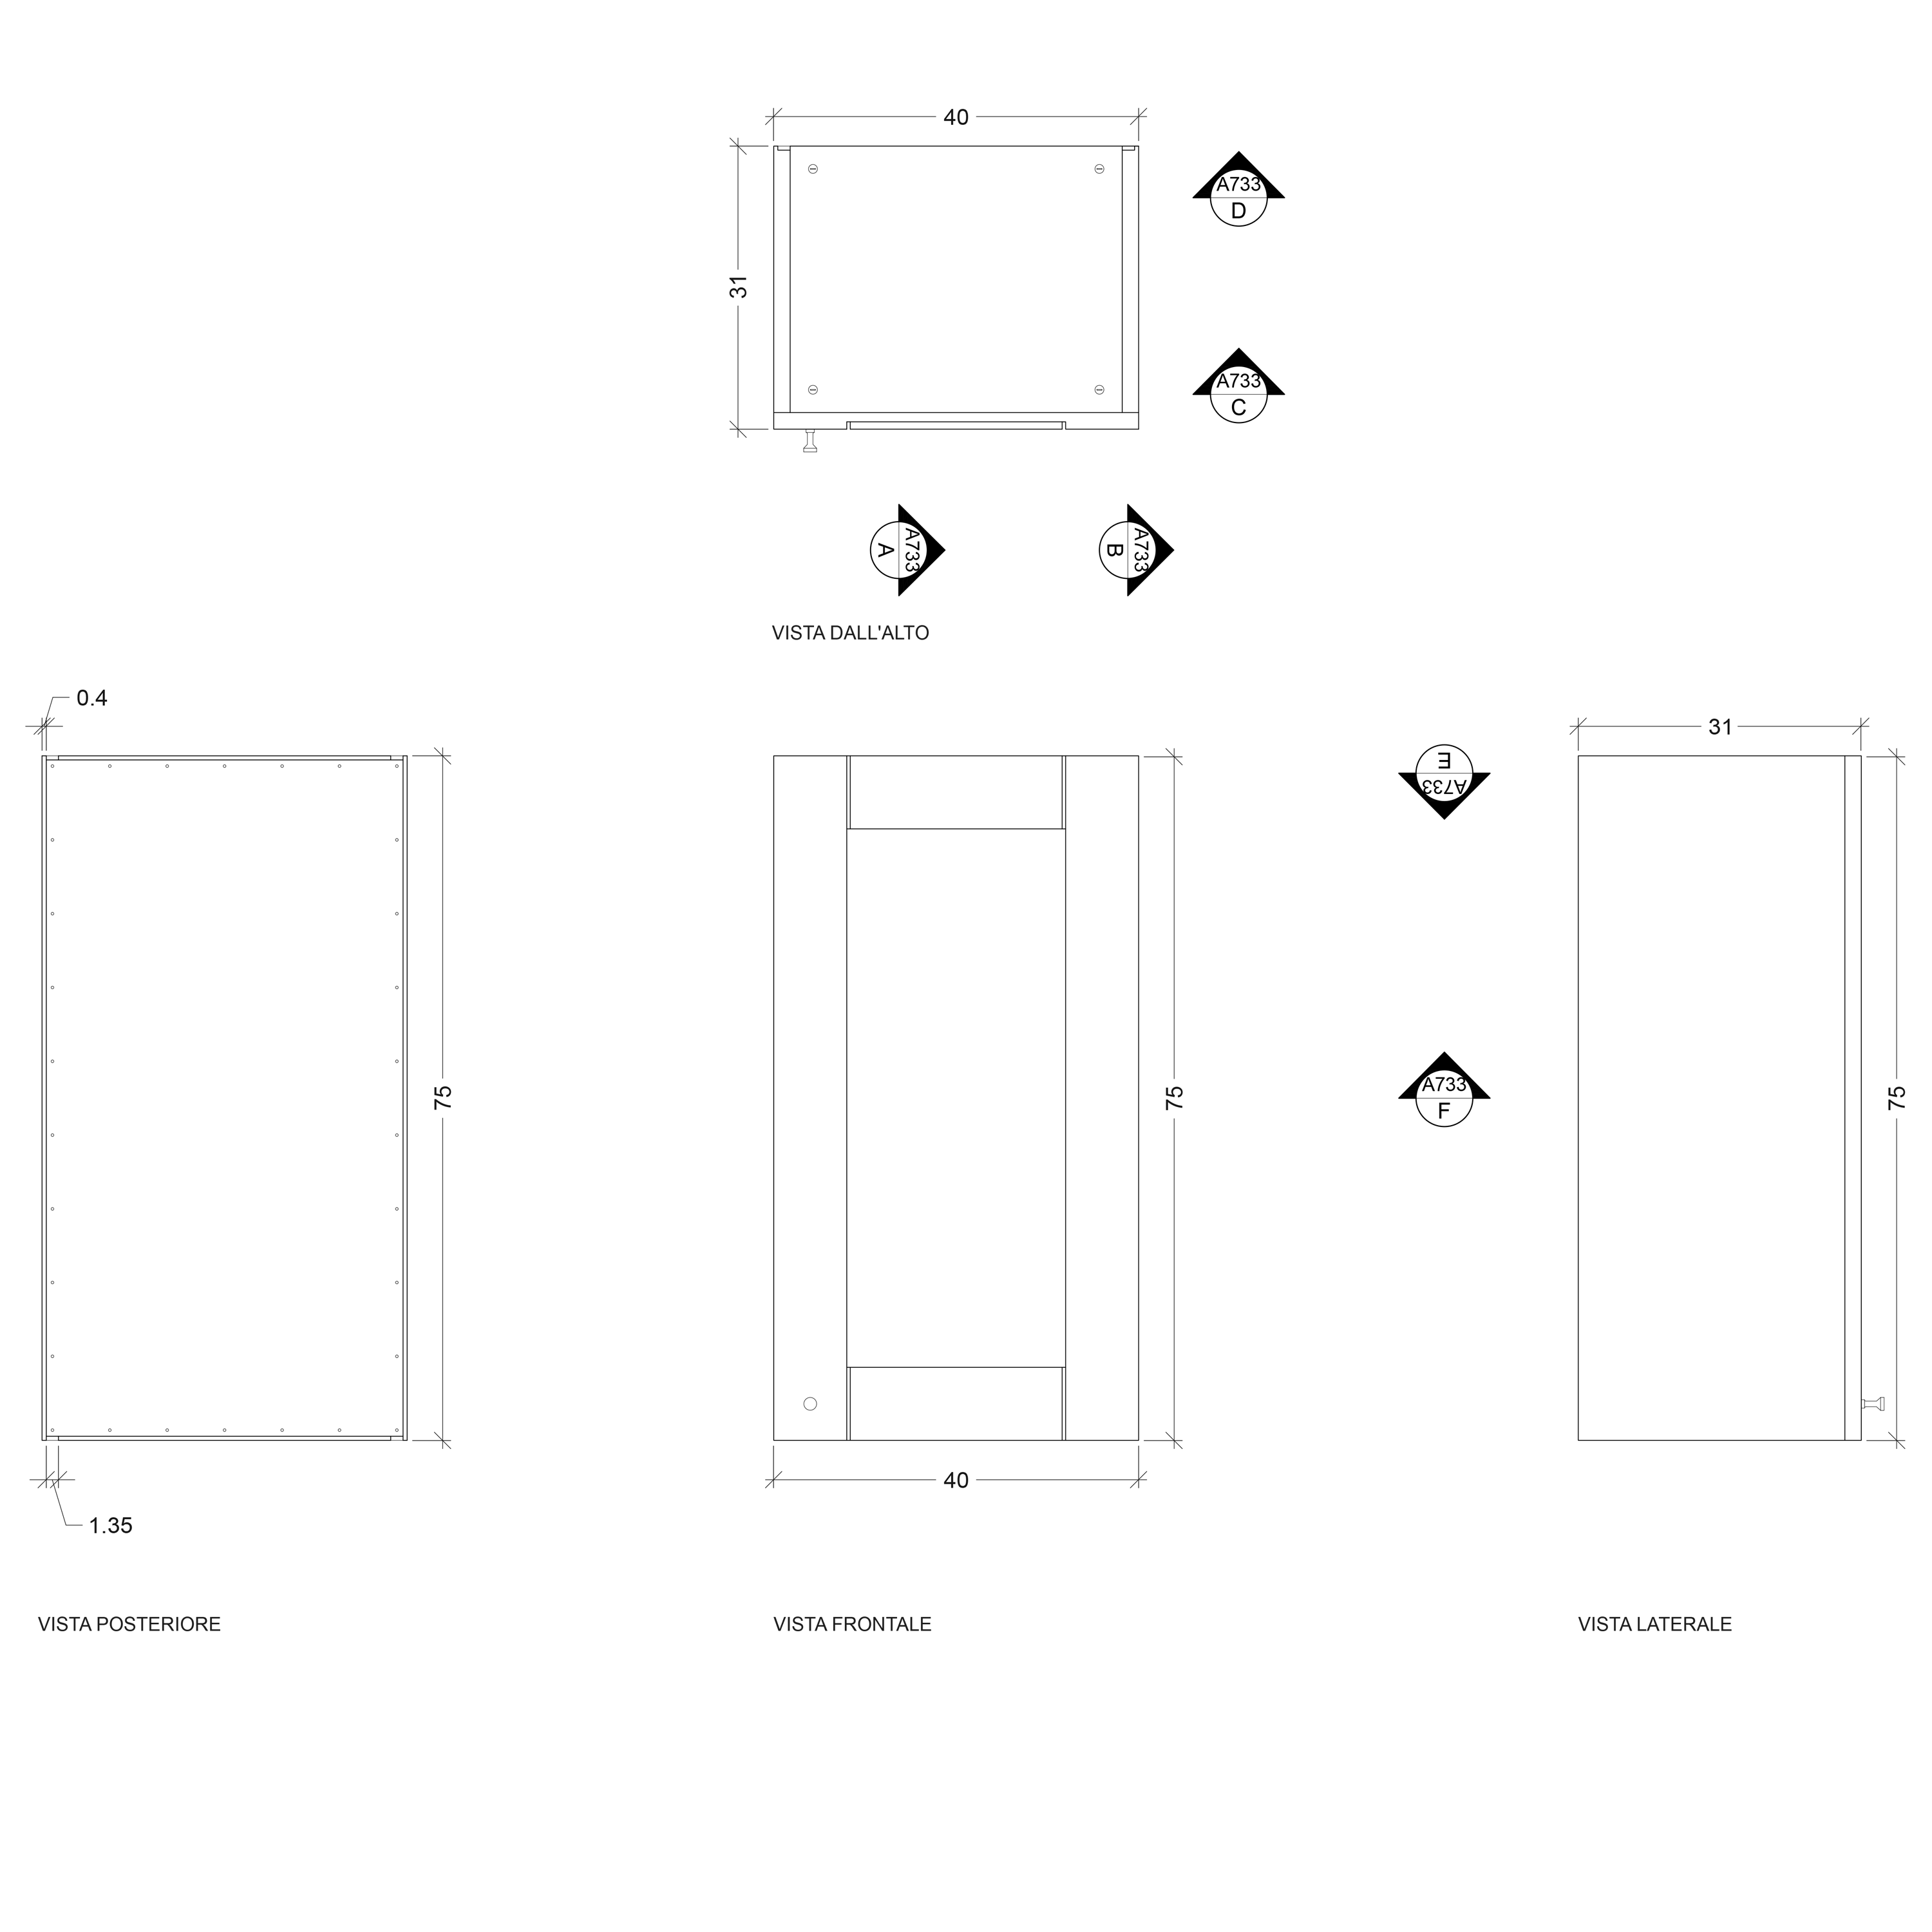 40
31
A733
D
A733
C
A733
A
A733
B
VISTA DALL'ALTO
0.4
75
1.35
VISTA POSTERIORE
75
40
VISTA FRONTALE
E
A733
A733
F
31
75
VISTA LATERALE